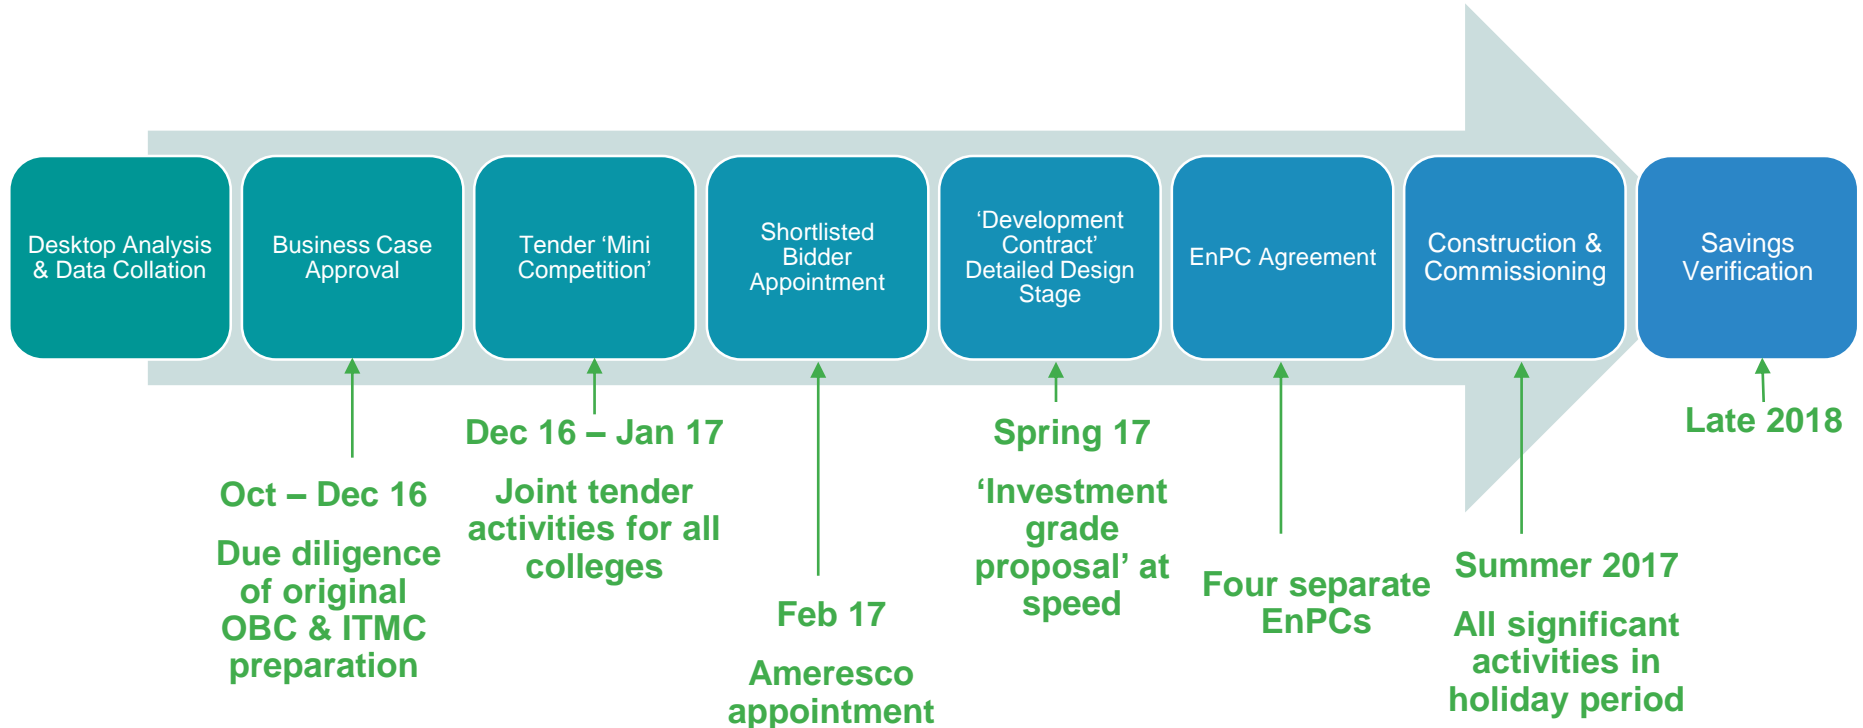 Desktop Analysis
& Data Collation
Business Case
Approval
Tender ‘Mini
Competition’
Shortlisted
Bidder
Appointment
‘Development
Contract’
Detailed Design
Stage
EnPC Agreement
Construction &
Commissioning
Savings
Verification
Oct – Dec 16
Due diligence
of original
OBC & ITMC
preparation
Dec 16 – Jan 17
Joint tender
activities for all
colleges
Feb 17
Ameresco
appointment
Spring 17
‘Investment
grade
proposal’ at
speed
Four separate
EnPCs
Summer 2017
All significant
activities in
holiday period
Late 2018